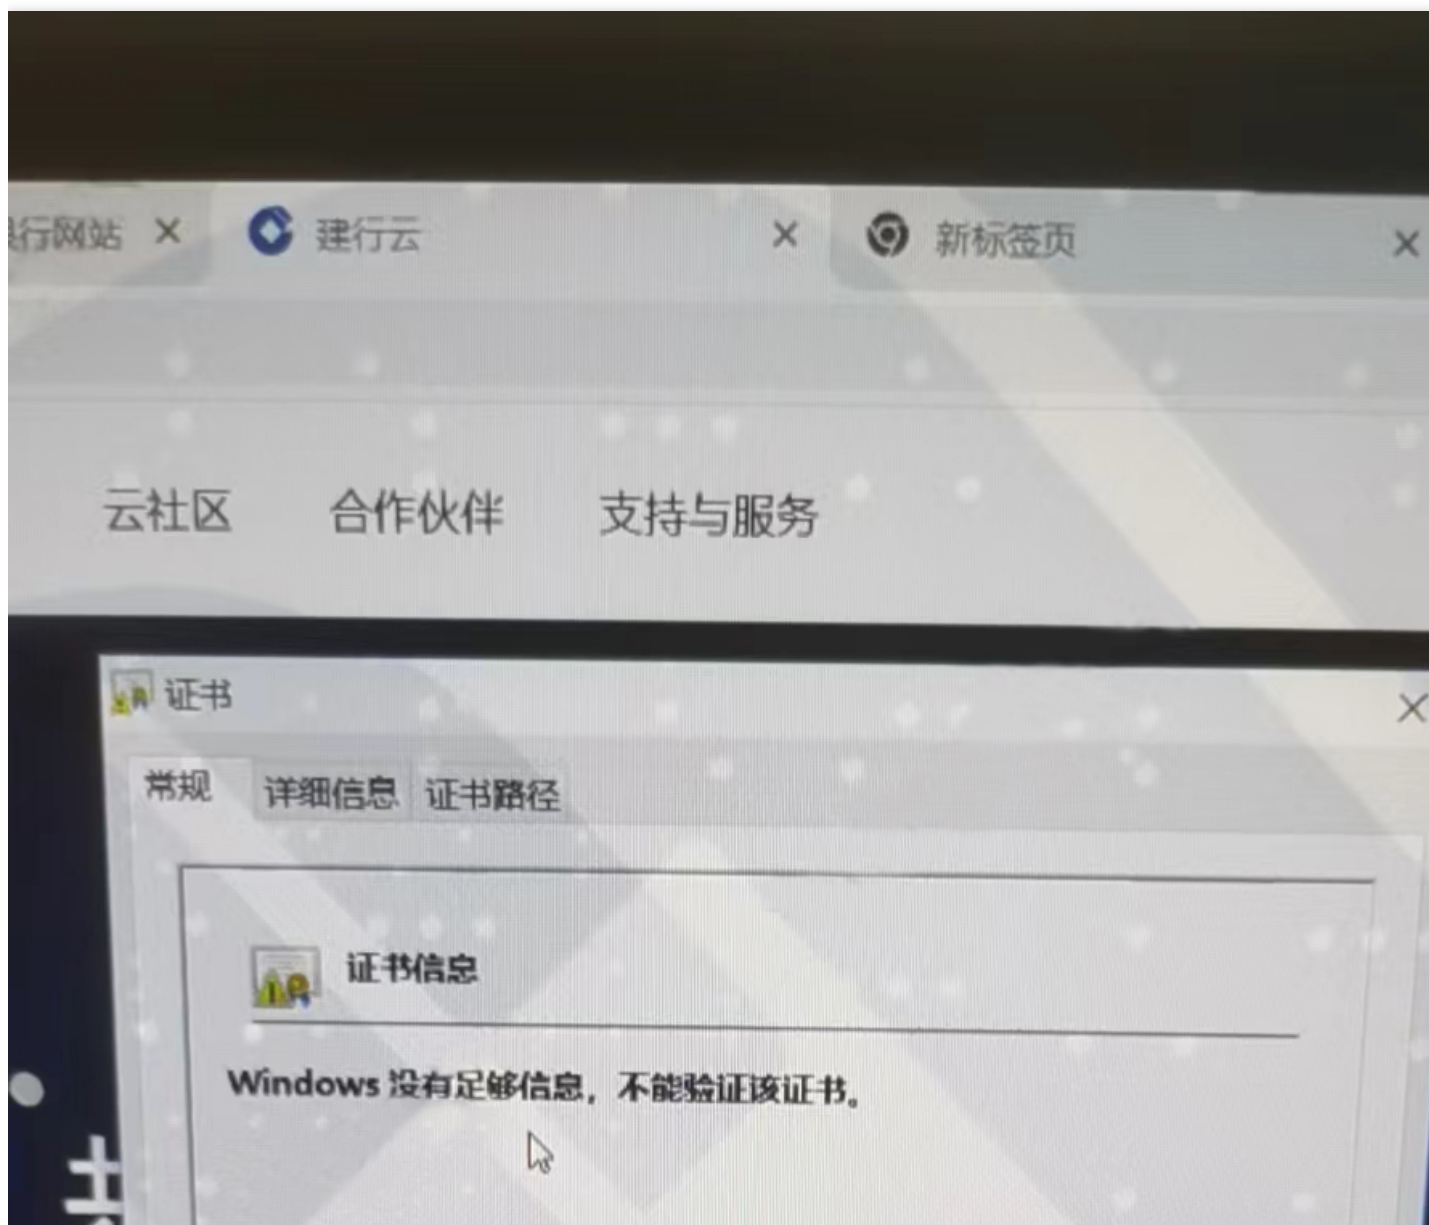 行网站
建行云
新标签页
云社区 合作伙伴 支持与服务
证书
常规 详细信息 证书路径
证书信息
Windows 没有足够信息，不能验证该证书。